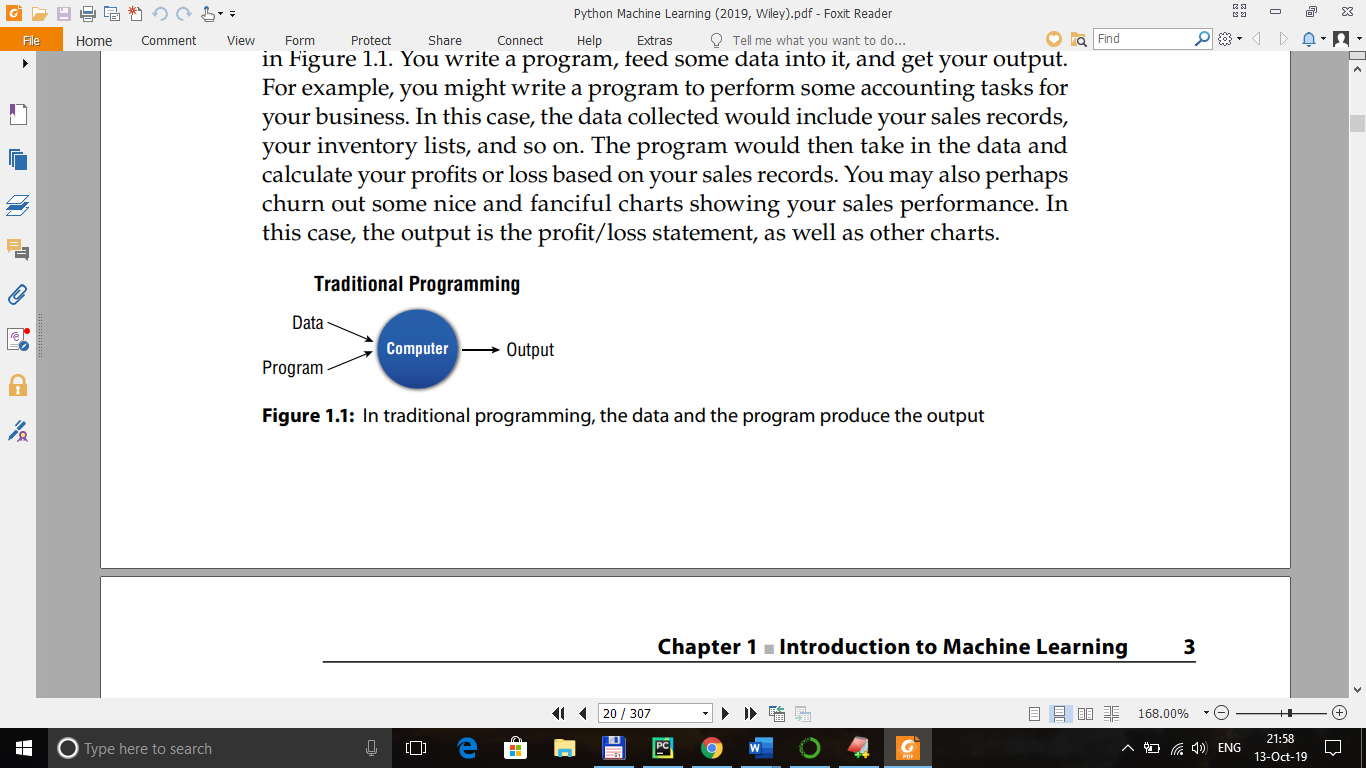 Python Machine Learning (2019, Wiley).pdf - Foxit Reader
File Home Comment View Form Protect Share Connect Help Extras Tell me what you want to do... Find
in Figure 1.1. You write a program, feed some data into it, and get your output.
For example, you might write a program to perform some accounting tasks for
your business. In this case, the data collected would include your sales records,
your inventory lists, and so on. The program would then take in the data and
calculate your profits or loss based on your sales records. You may also perhaps
churn out some nice and fanciful charts showing your sales performance. In
this case, the output is the profit/loss statement, as well as other charts.
Traditional Programming
Data
Computer
Output
Program
Figure 1.1: In traditional programming, the data and the program produce the output
Chapter 1 ■ Introduction to Machine Learning 3
20 / 307
168.00%
Type here to search
PC
ENG
21:58
13-Oct-19